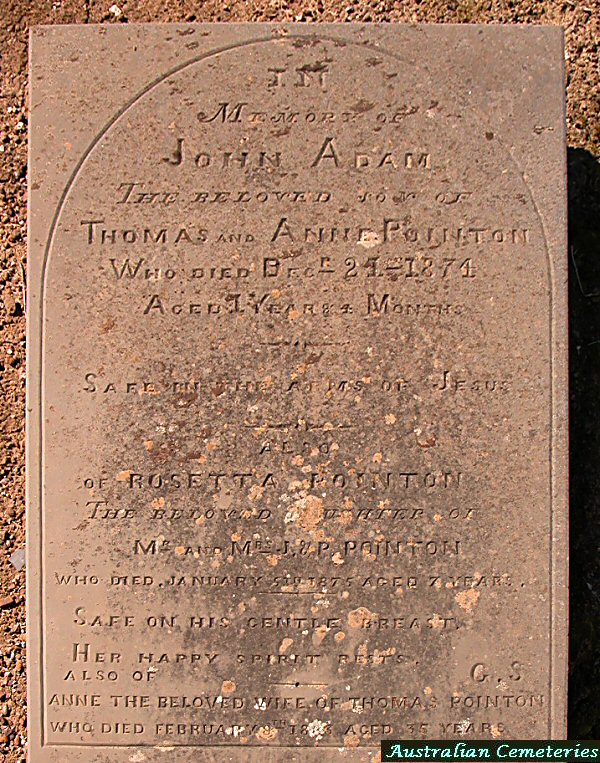 IN
MEMORY OF
JOHN ADAM
THE BELOVED SON OF
THOMAS AND ANNE POINTON
WHO DIED DECR 1874
AGED 1 YEAR & 4 MONTHS
SAFE IN THE ARMS OF JESUS
ALSO
OF ROSETTA POINTON
THE BELOVED DAUGHTER OF
MR AND MRS J. & P. POINTON
WHO DIED, JANUARY 1875 AGED 7 YEARS.
SAFE ON HIS GENTLE BREAST.
HER HAPPY SPIRIT RESTS.
G. S
ALSO OF
ANNE THE BELOVED WIFE OF THOMAS POINTON
WHO DIED FEBRUARY AGED 35 YEARS
Australian Cemeteries